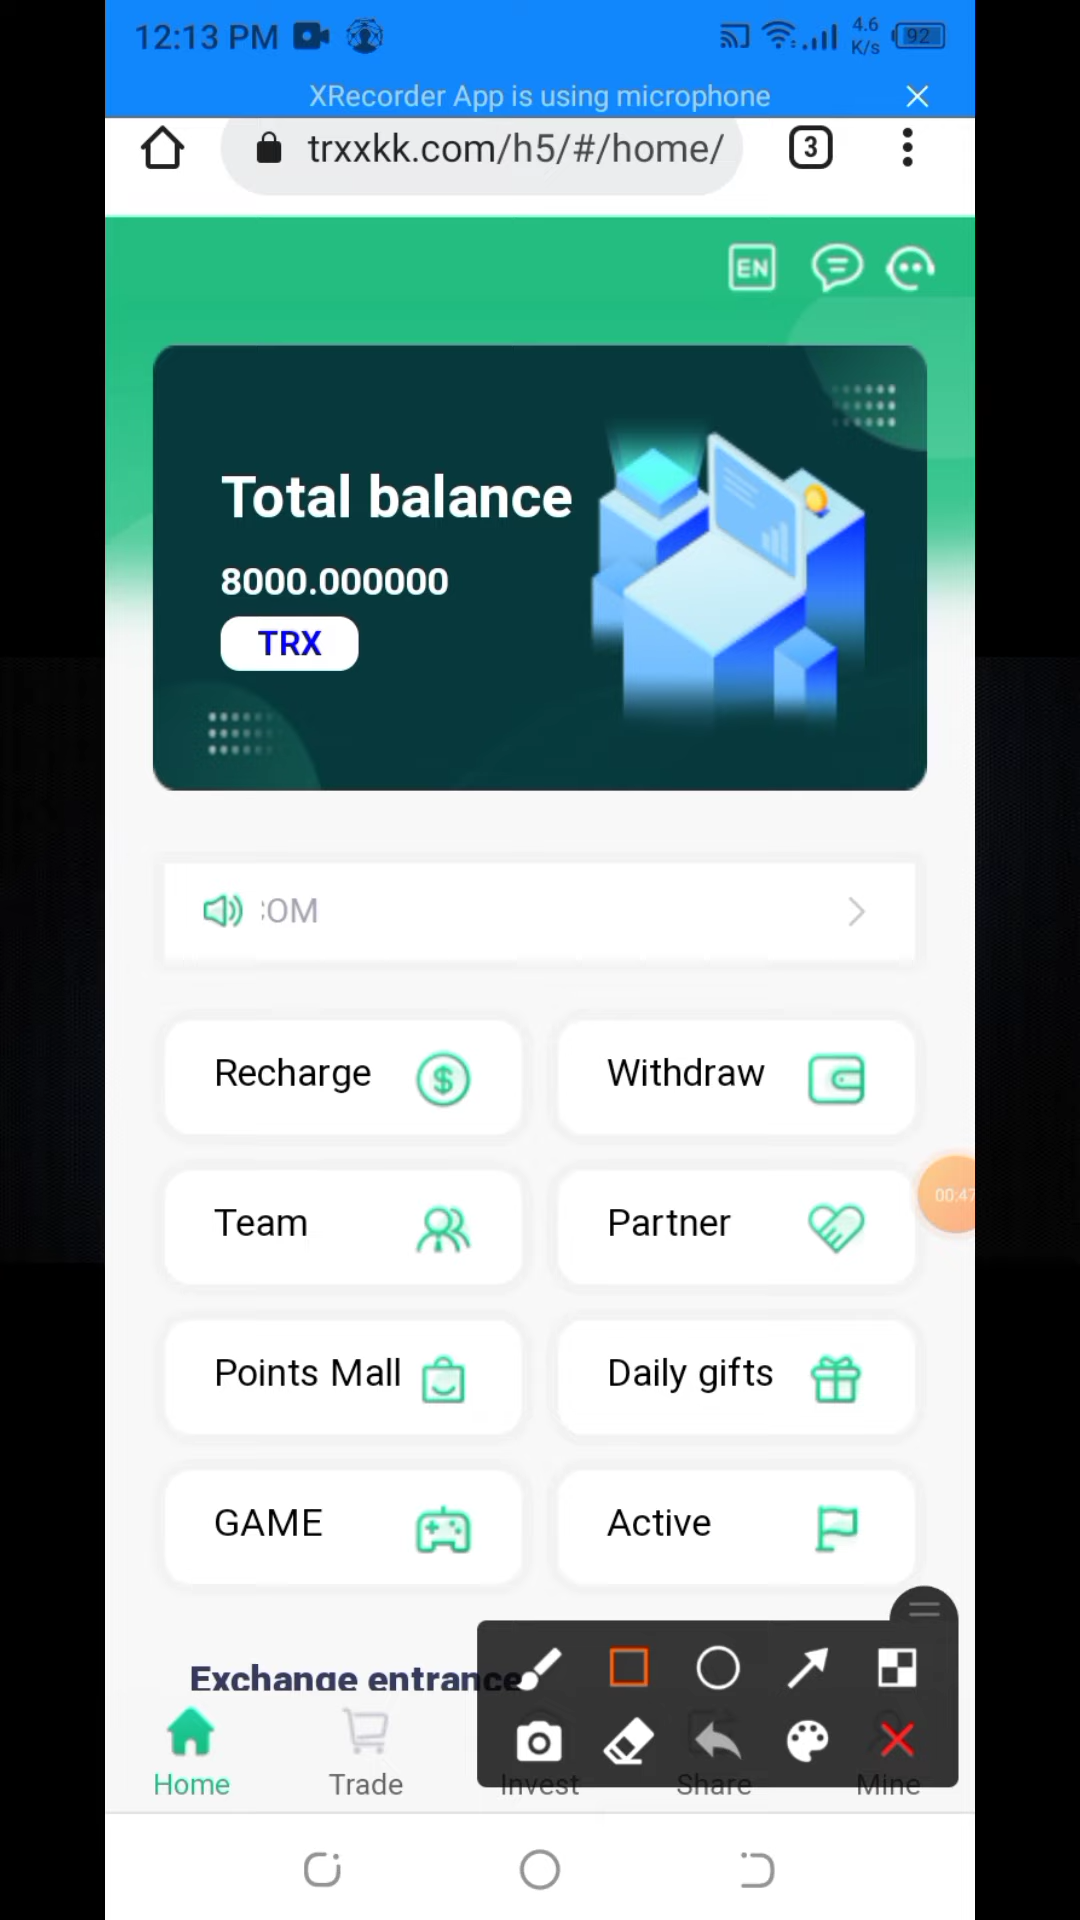 12:13 PM
4.6
K/s
92
XRecorder App is using microphone
trxxkk.com/h5/#/home/
3
EN
Total balance
8000.000000
TRX
:OM
Recharge
Withdraw
$
Team
Partner
00:47
Points Mall
Daily gifts
GAME
Active
Exchange entrance
Home
Trade
Invest
Share
Mine